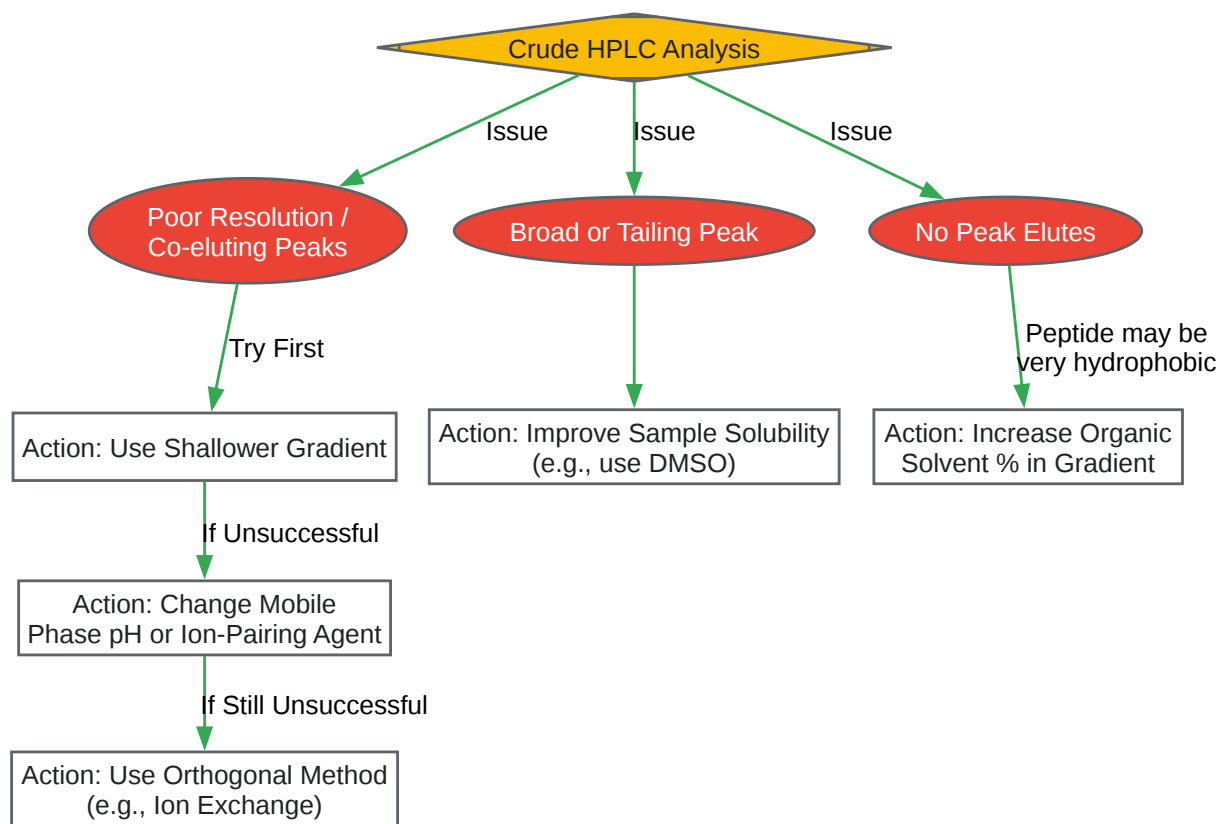 Crude HPLC Analysis
Issue
Issue
Issue
Poor Resolution /
Co-eluting Peaks
Broad or Tailing Peak
No Peak Elutes
Try First
Peptide may be
very hydrophobic
Action: Use Shallower Gradient
Action: Improve Sample Solubility
(e.g., use DMSO)
Action: Increase Organic
Solvent % in Gradient
If Unsuccessful
Action: Change Mobile
Phase pH or Ion-Pairing Agent
If Still Unsuccessful
Action: Use Orthogonal Method
(e.g., Ion Exchange)